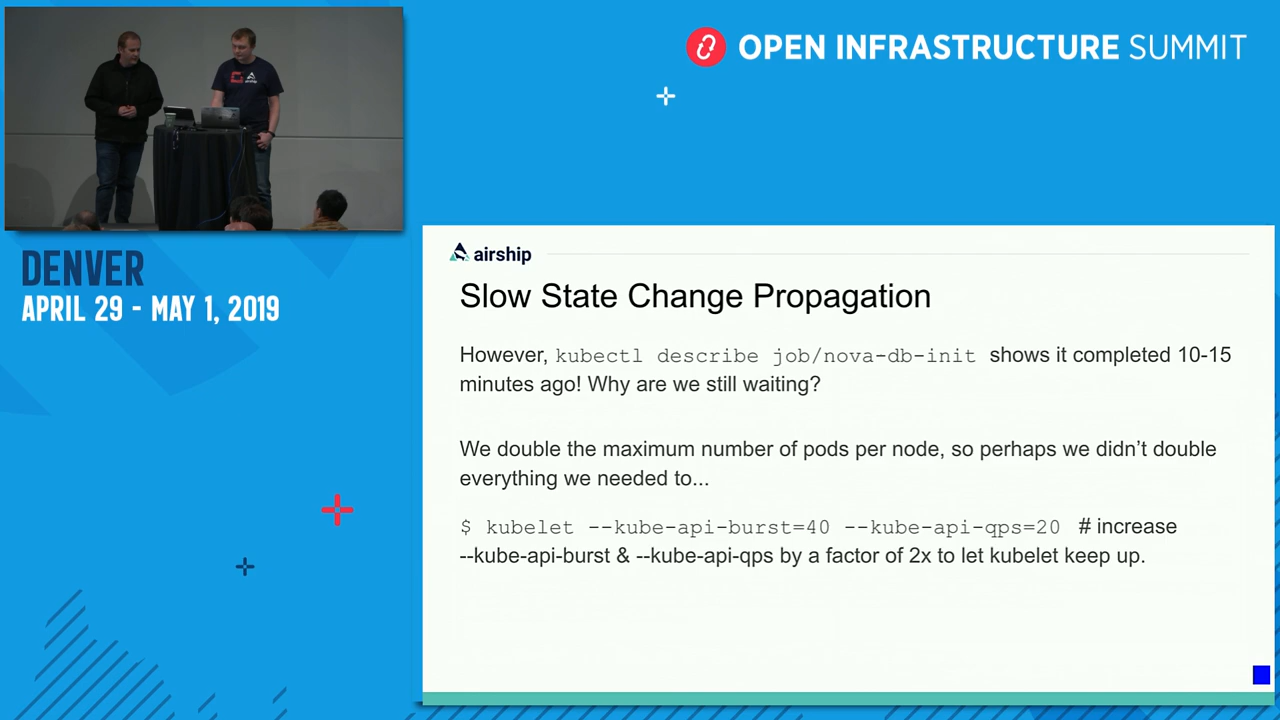 OPEN INFRASTRUCTURE SUMMIT
airship
DENVER
APRIL 29 - MAY 1, 2019
airship
Slow State Change Propagation
However, kubectl describe job/nova-db-init shows it completed 10-15
minutes ago! Why are we still waiting?
We double the maximum number of pods per node, so perhaps we didn’t double
everything we needed to...
$ kubelet --kube-api-burst=40 --kube-api-qps=20 # increase
--kube-api-burst & --kube-api-qps by a factor of 2x to let kubelet keep up.